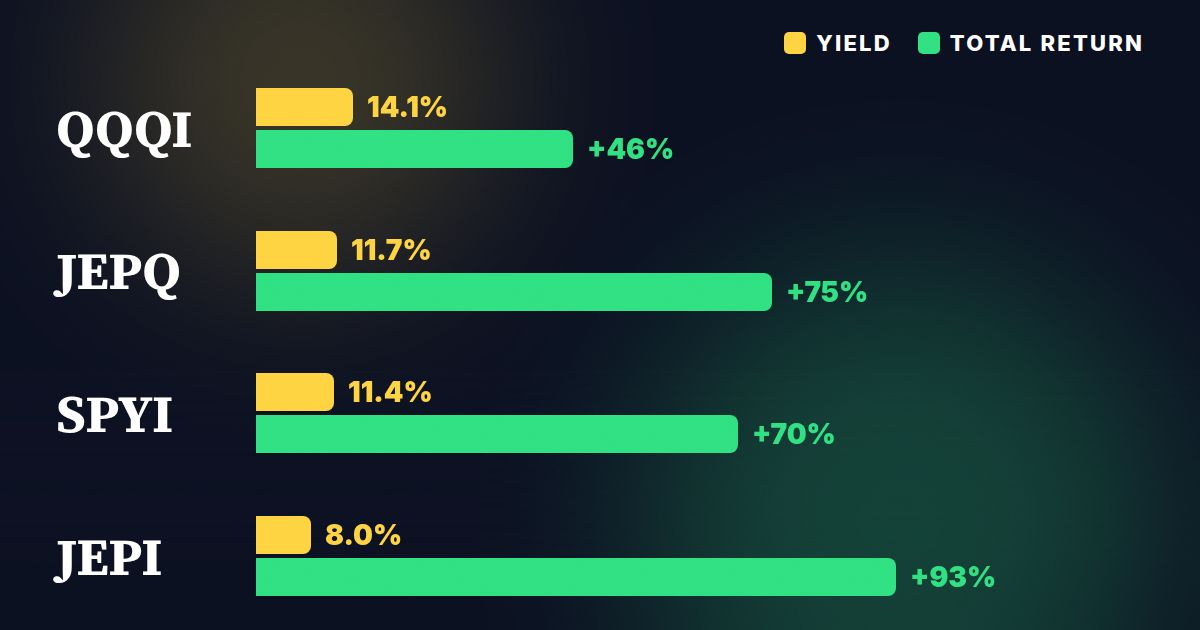 YIELD TOTAL RETURN
QQQI
14.1%
+46%
JEPQ
11.7%
+75%
SPYI
11.4%
+70%
JEPI
8.0%
+93%